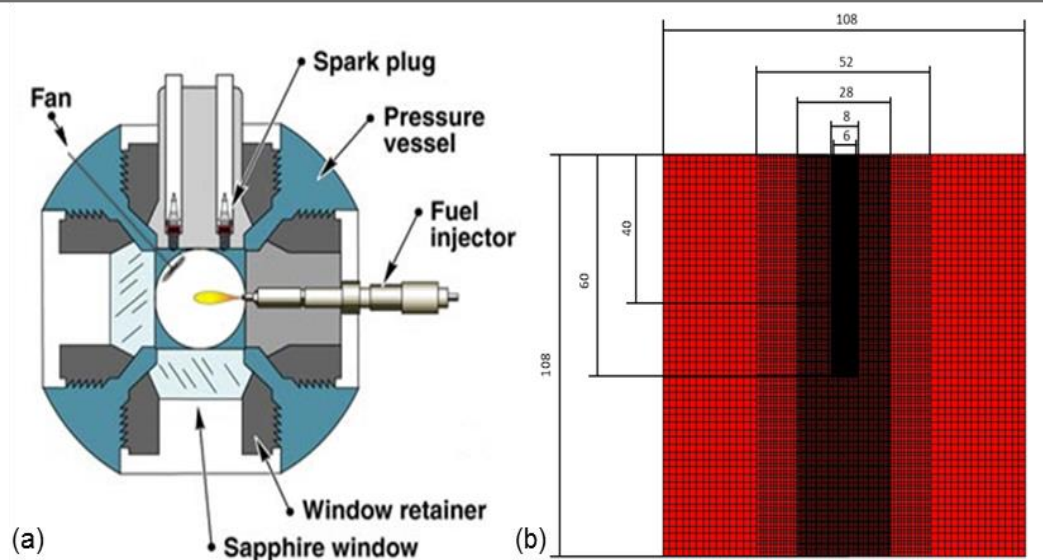 Spark plug
Fan
Pressure
vessel
Fuel
injector
Window retainer
Sapphire window
(a)
108
52
28
8
6
40
60
108
(b)